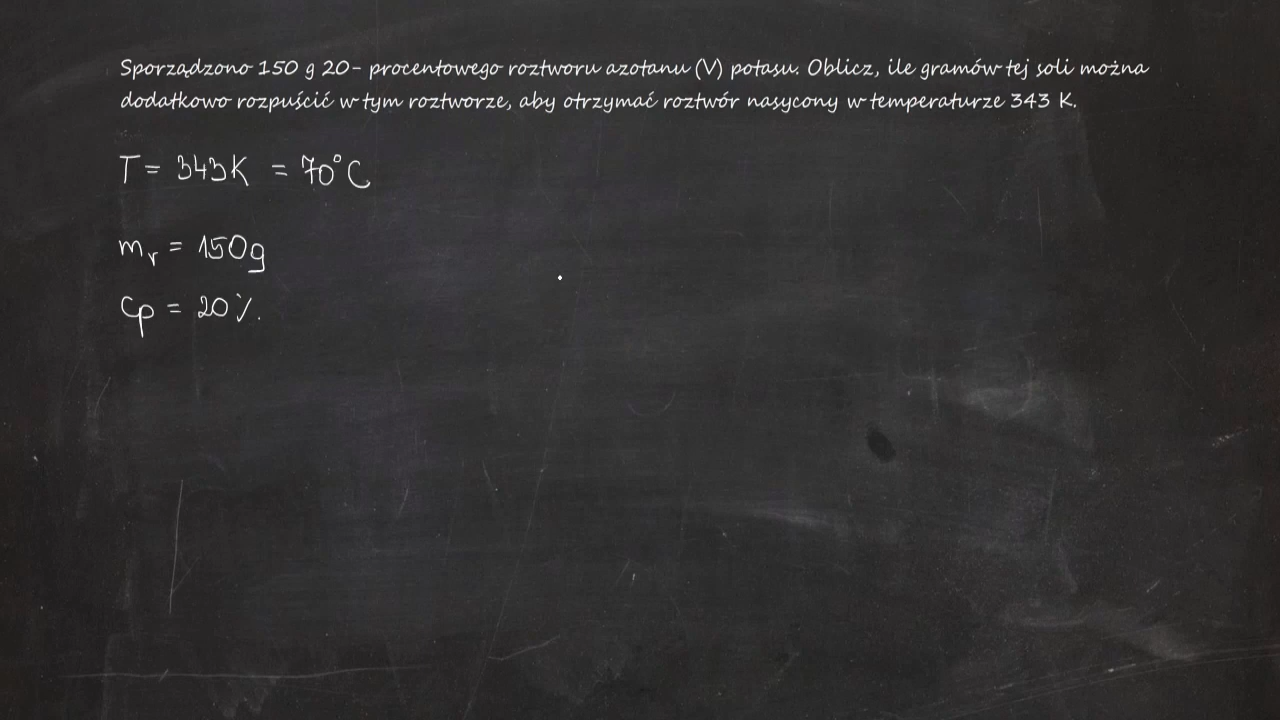 Sporządzono 150 g 20- procentowego roztworu azotanu (V) potasu. Oblicz, ile gramów tej soli można
dodatkowo rozpuścić w tym roztworze, aby otrzymać roztwór nasycony w temperaturze 343 K.
T = 343K = 70°C
mr = 150g
Cp = 20%.